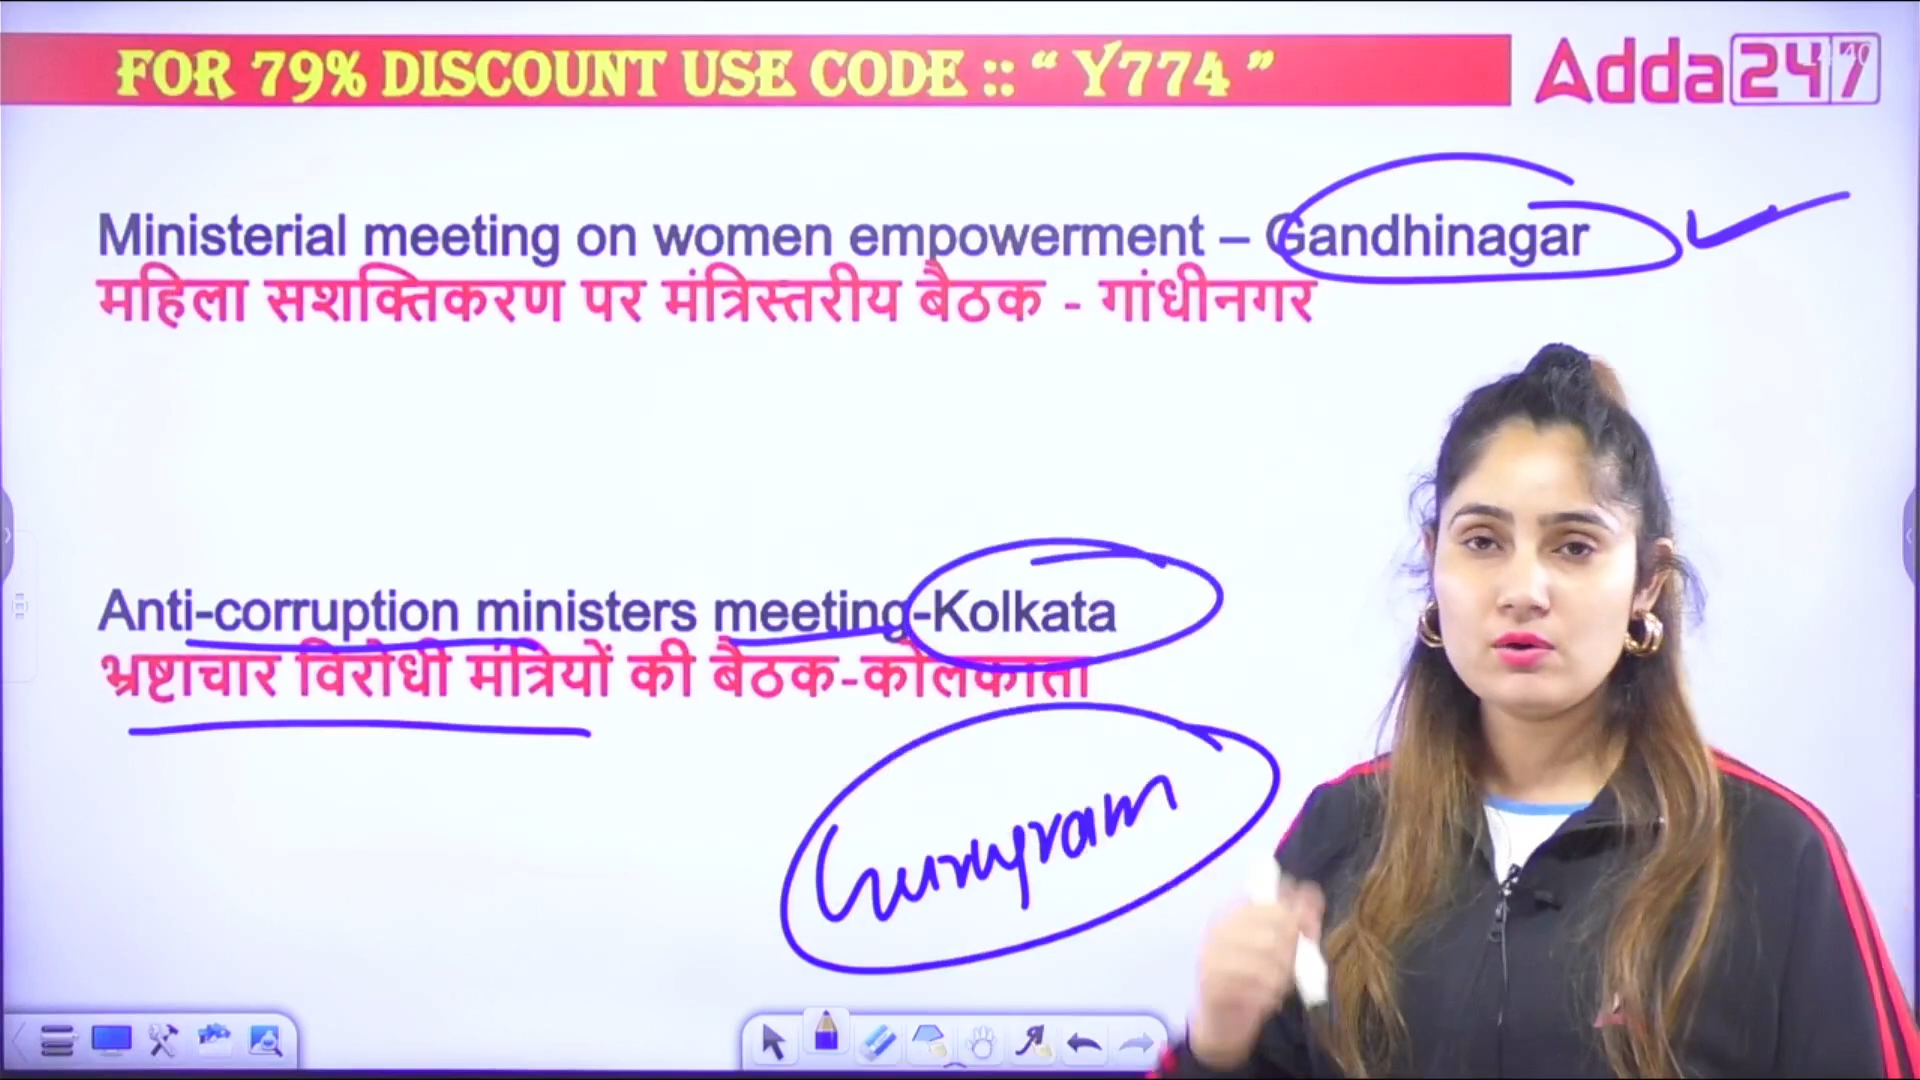 FOR 79% DISCOUNT USE CODE :: “ Y774 ”
Adda247
Ministerial meeting on women empowerment – Gandhinagar
महिला सशक्तिकरण पर मंत्रिस्तरीय बैठक - गांधीनगर
Anti-corruption ministers meeting-Kolkata
भ्रष्टाचार विरोधी मंत्रियों की बैठक-कोलकाता
Gurugram